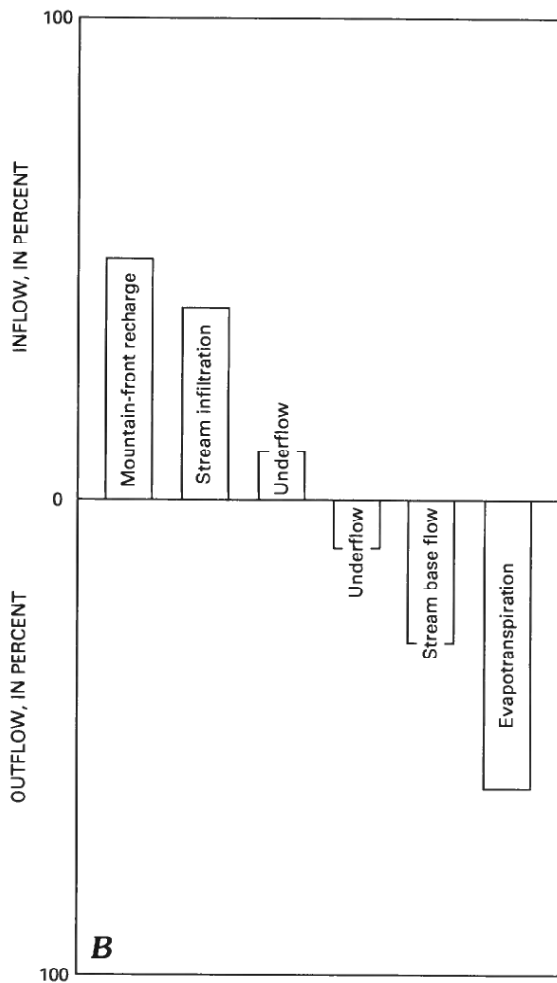 100
INFLOW, IN PERCENT
Mountain-front recharge
Stream infiltration
Underflow
0
Underflow
Stream base flow
Evapotranspiration
OUTFLOW, IN PERCENT
B
100